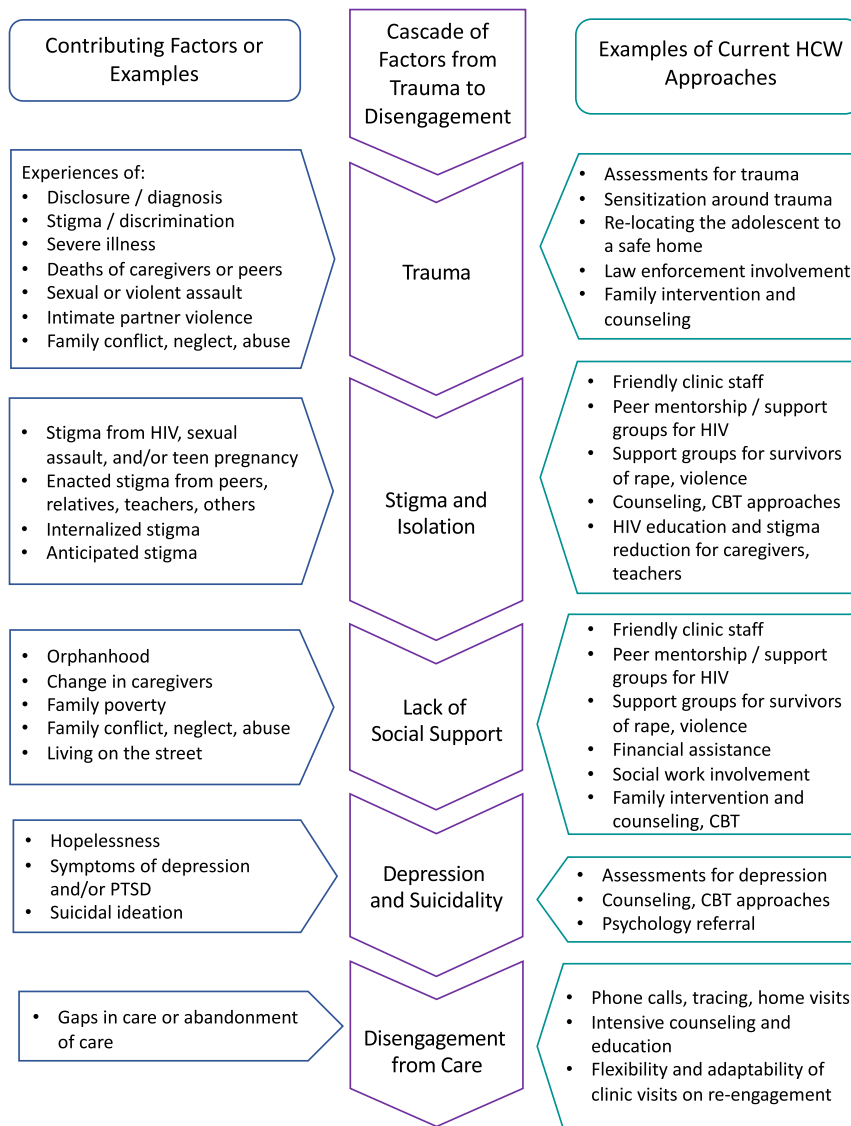 Contributing Factors or
Examples
Cascade of
Factors from
Trauma to
Disengagement
Examples of Current HCW
Approaches
Experiences of:
• Disclosure / diagnosis
• Stigma / discrimination
• Severe illness
• Deaths of caregivers or peers
• Sexual or violent assault
• Intimate partner violence
• Family conflict, neglect, abuse
Trauma
• Assessments for trauma
• Sensitization around trauma
• Re-locating the adolescent to
a safe home
• Law enforcement involvement
• Family intervention and
counseling
• Stigma from HIV, sexual
assault, and/or teen pregnancy
• Enacted stigma from peers,
relatives, teachers, others
• Internalized stigma
• Anticipated stigma
Stigma and
Isolation
• Friendly clinic staff
• Peer mentorship / support
groups for HIV
• Support groups for survivors
of rape, violence
• Counseling, CBT approaches
• HIV education and stigma
reduction for caregivers,
teachers
• Orphanhood
• Change in caregivers
• Family poverty
• Family conflict, neglect, abuse
• Living on the street
Lack of
Social Support
• Friendly clinic staff
• Peer mentorship / support
groups for HIV
• Support groups for survivors
of rape, violence
• Financial assistance
• Social work involvement
• Family intervention and
counseling, CBT
• Hopelessness
• Symptoms of depression
and/or PTSD
• Suicidal ideation
Depression
and Suicidality
• Assessments for depression
• Counseling, CBT approaches
• Psychology referral
• Gaps in care or abandonment
of care
Disengagement
from Care
• Phone calls, tracing, home visits
• Intensive counseling and
education
• Flexibility and adaptability of
clinic visits on re-engagement